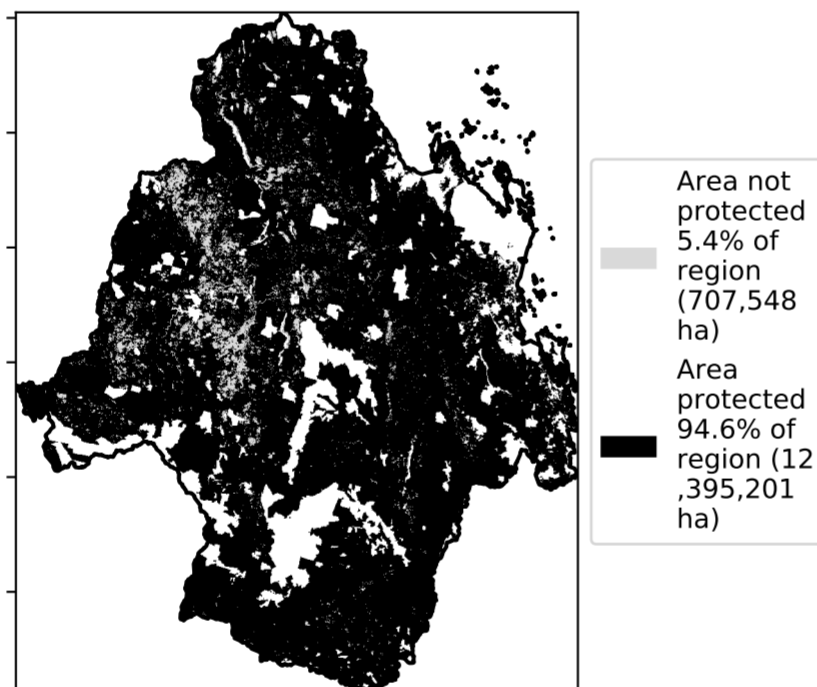 Area not
protected
5.4% of
region
(707,548
ha)
Area
protected
94.6% of
region (12
,395,201
ha)